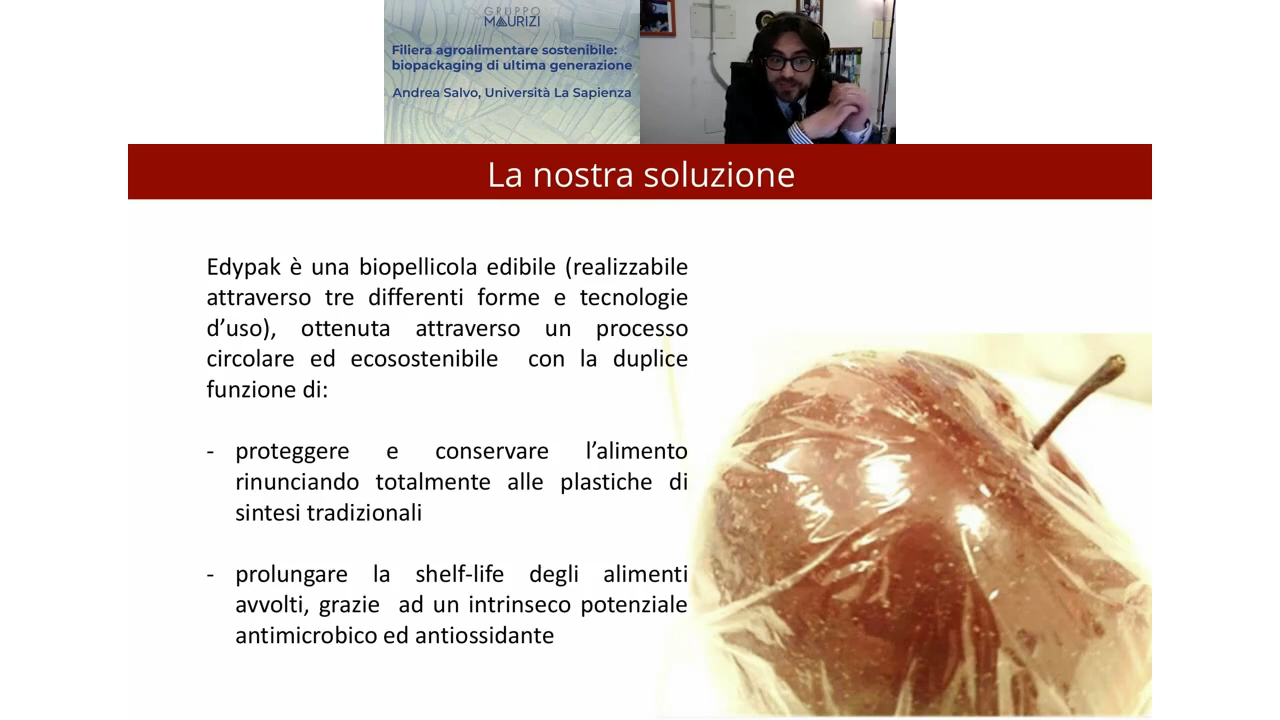 GRUPPO
MAURIZI
Filiera agroalimentare sostenibile:
biopackaging di ultima generazione
Andrea Salvo, Università La Sapienza
La nostra soluzione
Edypak è una biopellicola edibile (realizzabile
attraverso tre differenti forme e tecnologie
d’uso), ottenuta attraverso un processo
circolare ed ecosostenibile con la duplice
funzione di:
- proteggere e conservare l’alimento
rinunciando totalmente alle plastiche di
sintesi tradizionali
- prolungare la shelf-life degli alimenti
avvolti, grazie ad un intrinseco potenziale
antimicrobico ed antiossidante